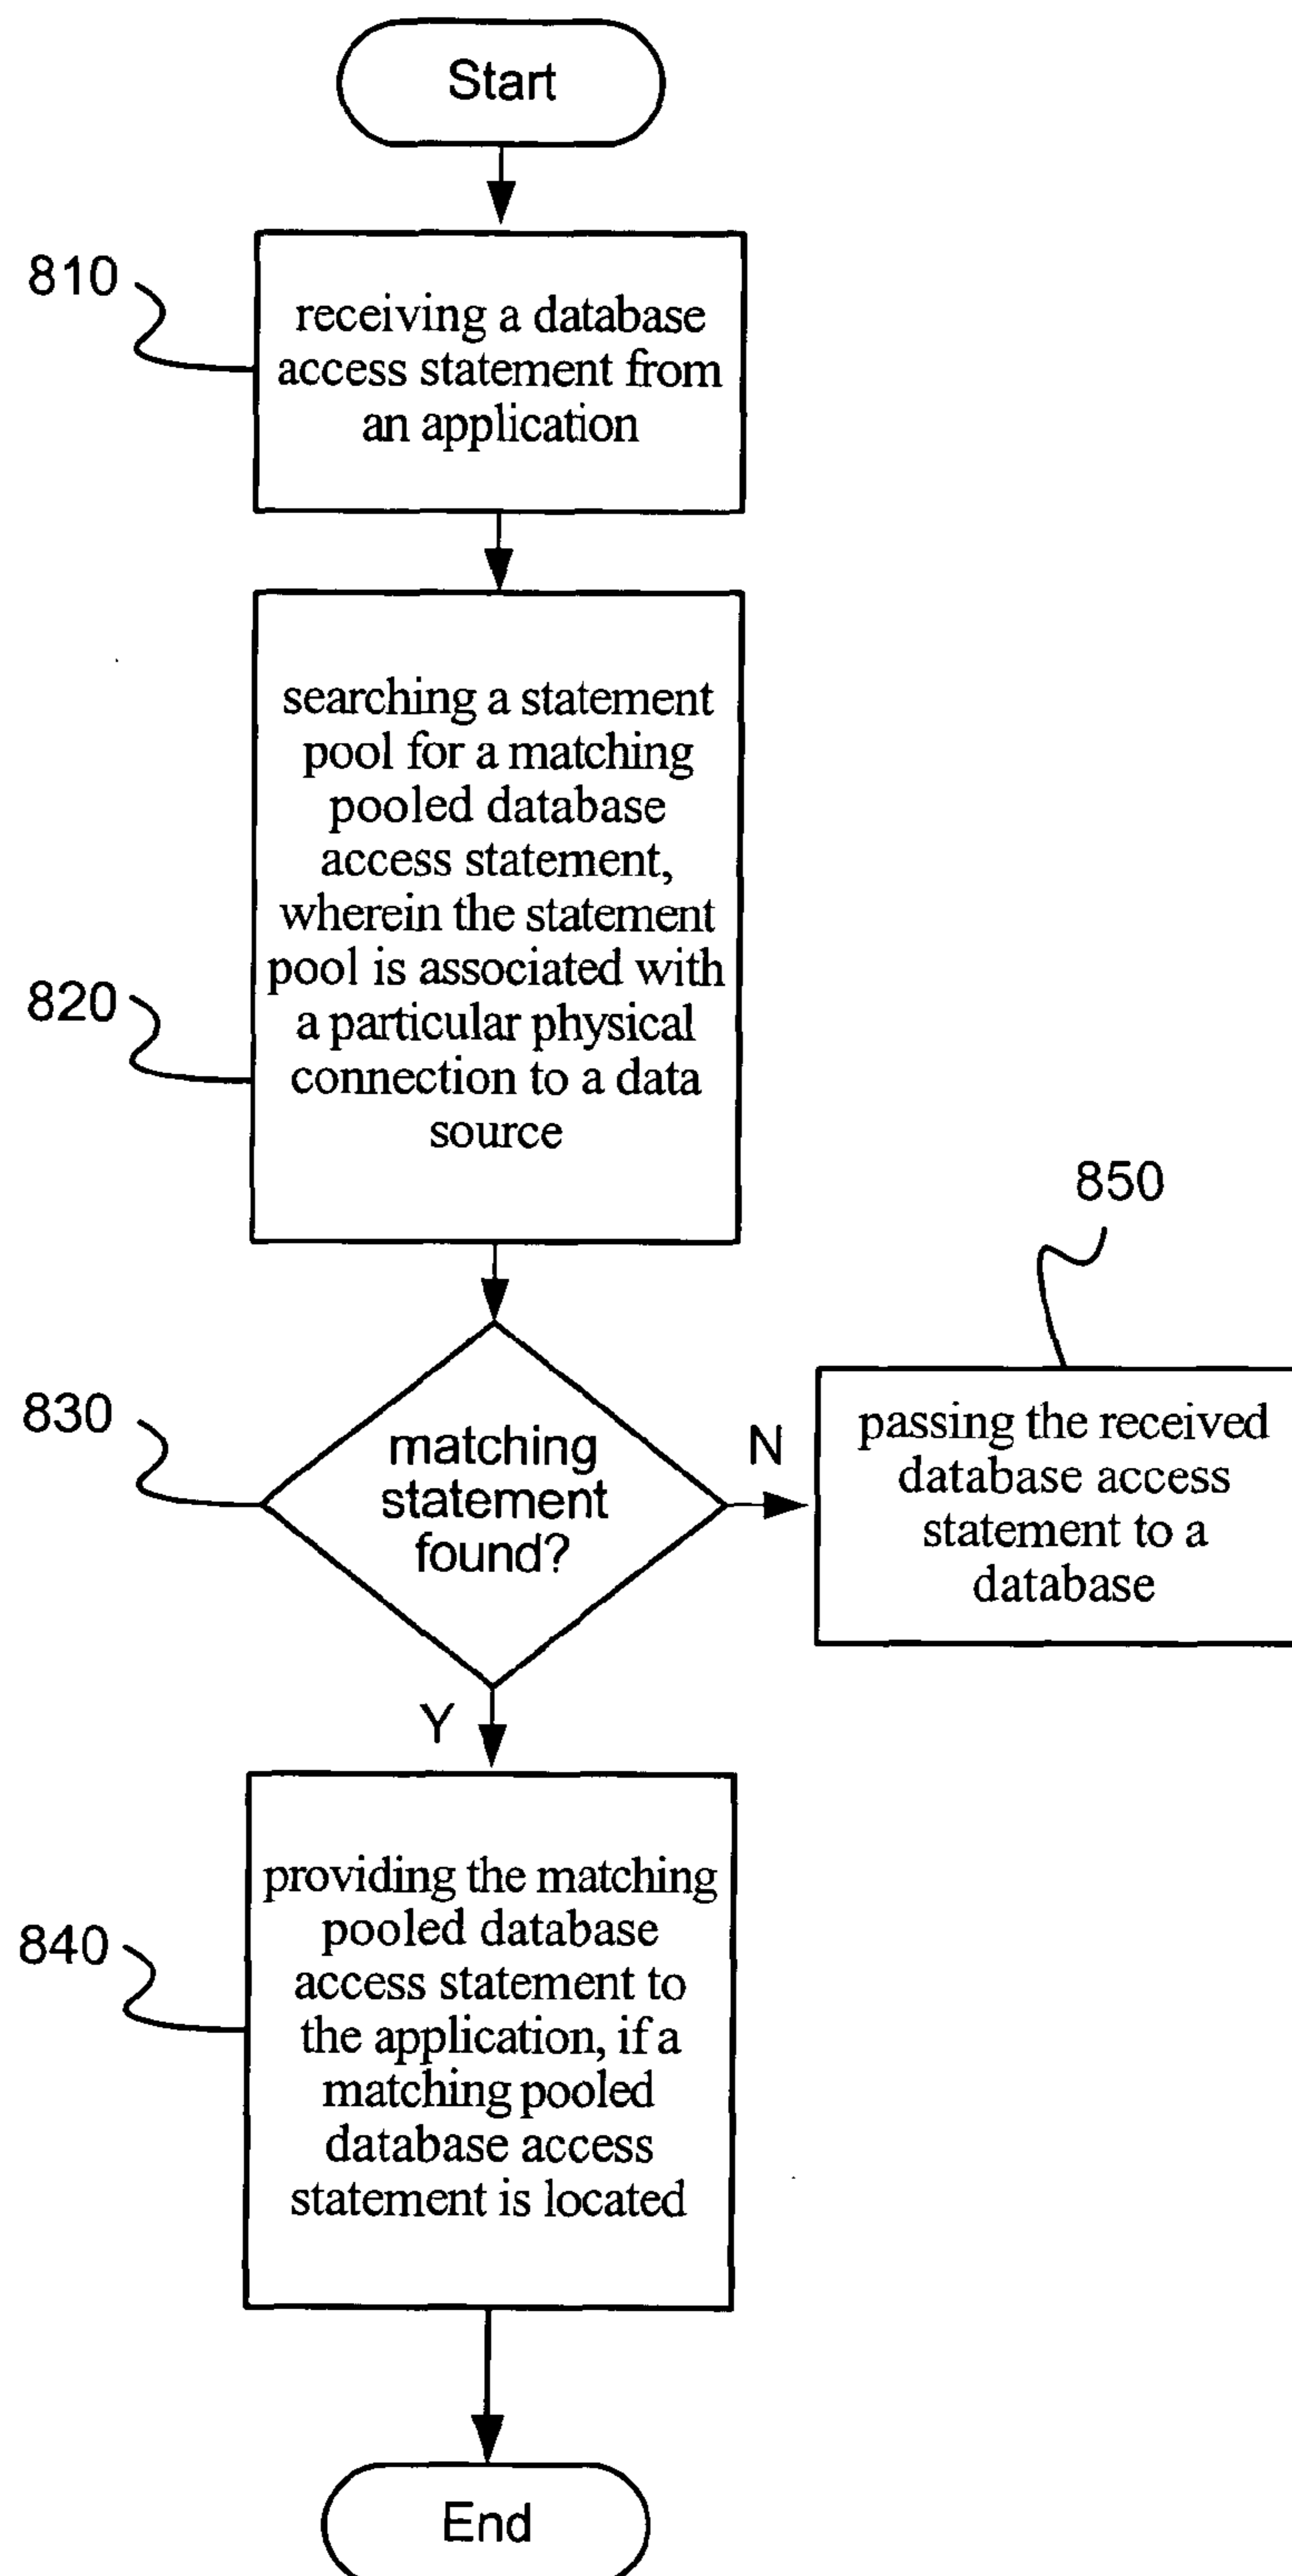 Start
810
receiving a database
access statement from
an application
searching a statement
pool for a matching
pooled database
access statement,
wherein the statement
pool is associated with
820
a particular physical
connection to a data
source
850
830
matching
statement
found?
N
passing the received
database access
statement to a
database
Y
providing the matching
pooled database
840
access statement to
the application, if a
matching pooled
database access
statement is located
End